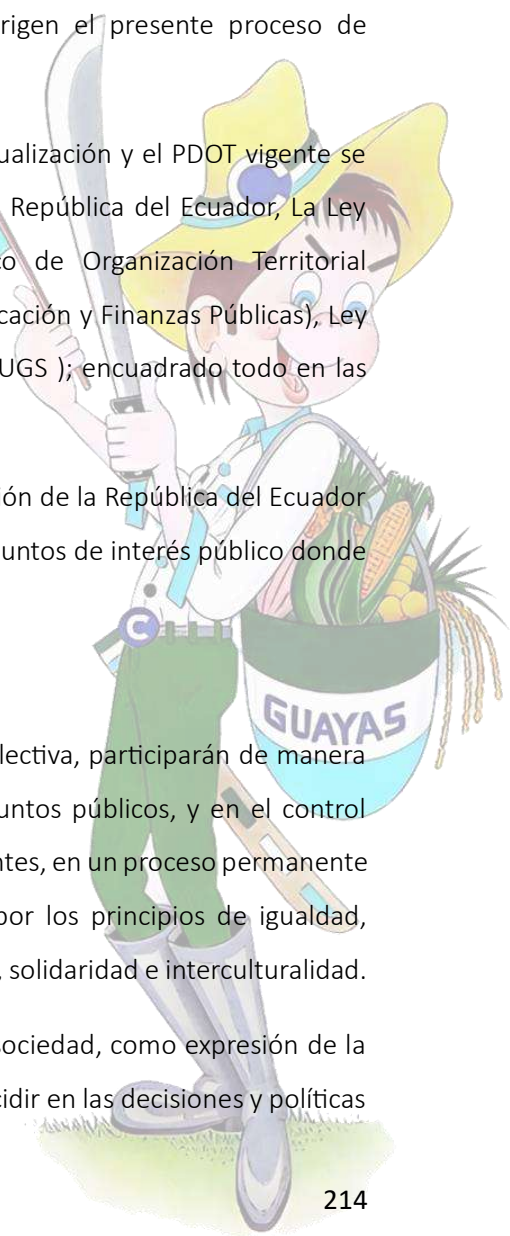 rigen el presente proceso de
ualización y el PDOT vigente se
República del Ecuador, La Ley
o de Organización Territorial
cación y Finanzas Públicas), Ley
UGS ); encuadrado todo en las
ión de la República del Ecuador
untos de interés público donde
C
GUAYAS
lectiva, participarán de manera
untos públicos, y en el control
ntes, en un proceso permanente
por los principios de igualdad,
, solidaridad e interculturalidad.
sociedad, como expresión de la
cidir en las decisiones y políticas
214